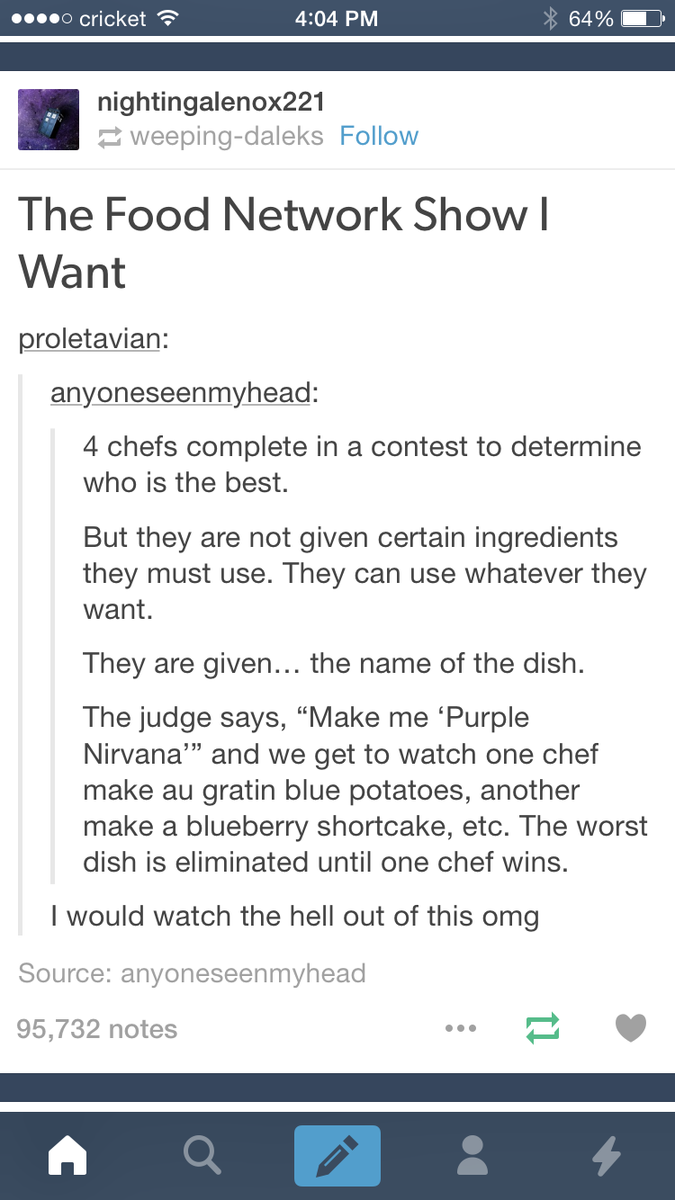 cricket 4:04 PM 64%
nightingalenox221
weeping-daleks Follow
The Food Network Show I
Want
proletavian:
anyoneseenmyhead:
4 chefs complete in a contest to determine
who is the best.
But they are not given certain ingredients
they must use. They can use whatever they
want.
They are given… the name of the dish.
The judge says, “Make me ‘Purple
Nirvana’” and we get to watch one chef
make au gratin blue potatoes, another
make a blueberry shortcake, etc. The worst
dish is eliminated until one chef wins.
I would watch the hell out of this omg
Source: anyoneseenmyhead
95,732 notes